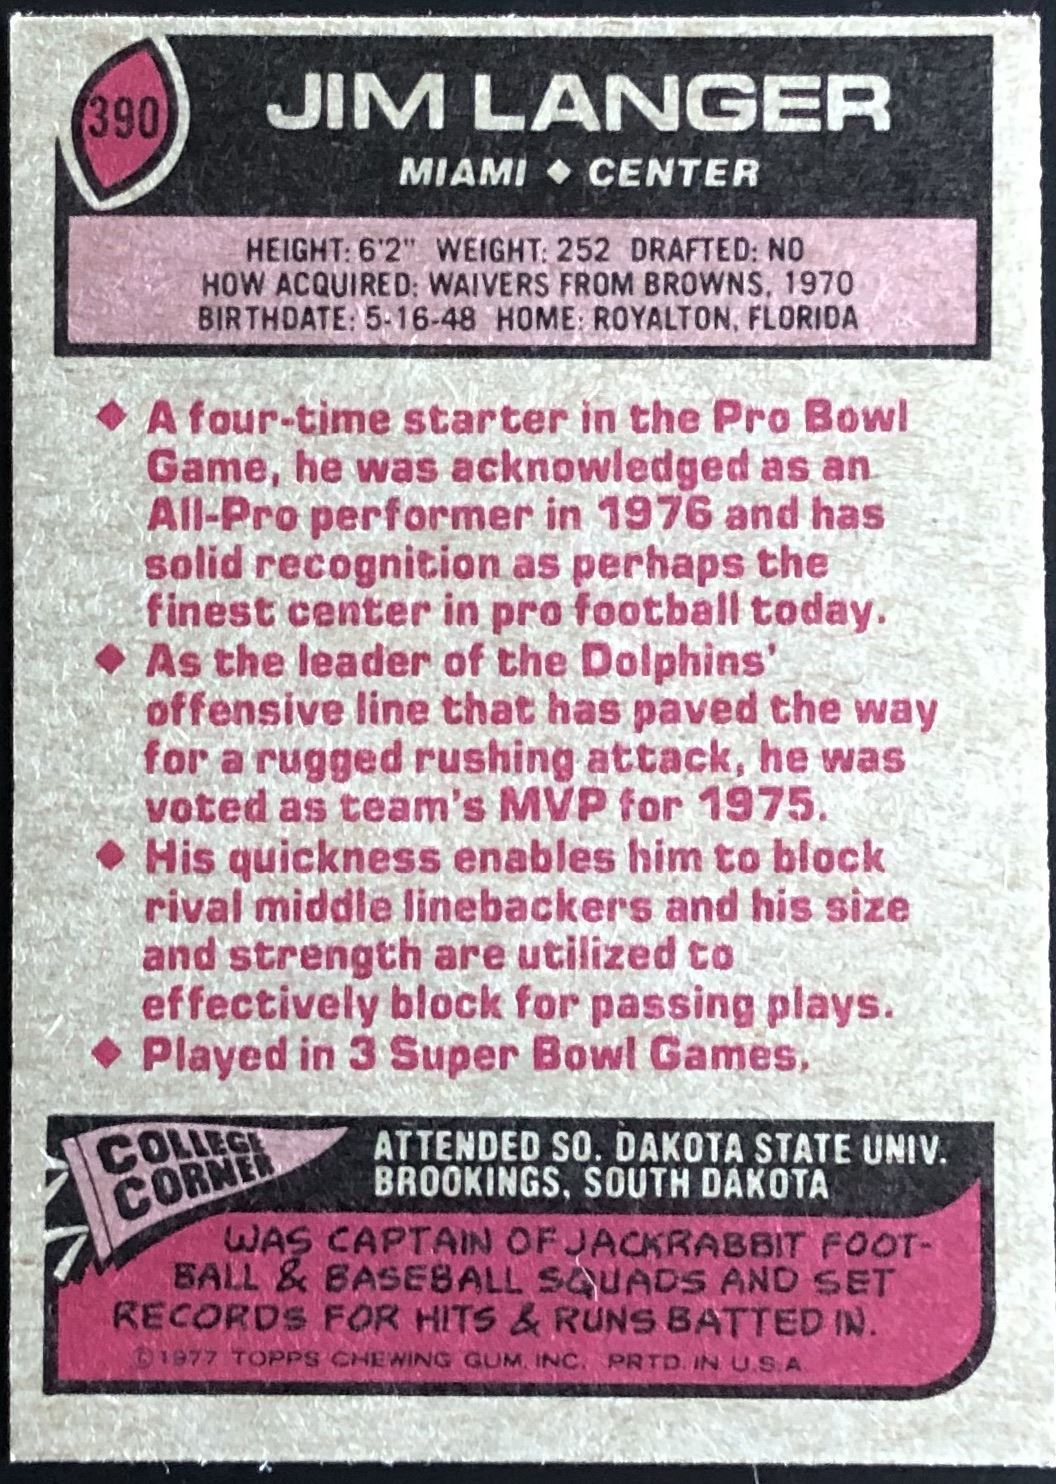 390
JIM LANGER
MIAMI ◆ CENTER
HEIGHT: 6'2" WEIGHT: 252 DRAFTED: NO
HOW ACQUIRED: WAIVERS FROM BROWNS, 1970
BIRTHDATE: 5-16-48 HOME: ROYALTON, FLORIDA
◆ A four-time starter in the Pro Bowl
Game, he was acknowledged as an
All-Pro performer in 1976 and has
solid recognition as perhaps the
finest center in pro football today.
◆ As the leader of the Dolphins'
offensive line that has paved the way
for a rugged rushing attack, he was
voted as team's MVP for 1975.
◆ His quickness enables him to block
rival middle linebackers and his size
and strength are utilized to
effectively block for passing plays.
◆ Played in 3 Super Bowl Games.
COLLEGE
CORNER
ATTENDED SO. DAKOTA STATE UNIV.
BROOKINGS, SOUTH DAKOTA
WAS CAPTAIN OF JACKRABBIT FOOT-
BALL & BASEBALL SQUADS AND SET
RECORDS FOR HITS & RUNS BATTED IN.
© 1977 TOPPS CHEWING GUM, INC. PRTD. IN U.S.A.